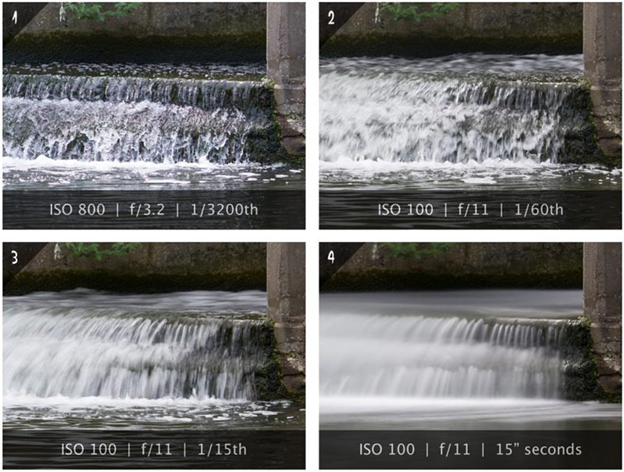 1
ISO 800 | f/3.2 | 1/3200th
2
ISO 100 | f/11 | 1/60th
3
ISO 100 | f/11 | 1/15th
4
ISO 100 | f/11 | 15" seconds